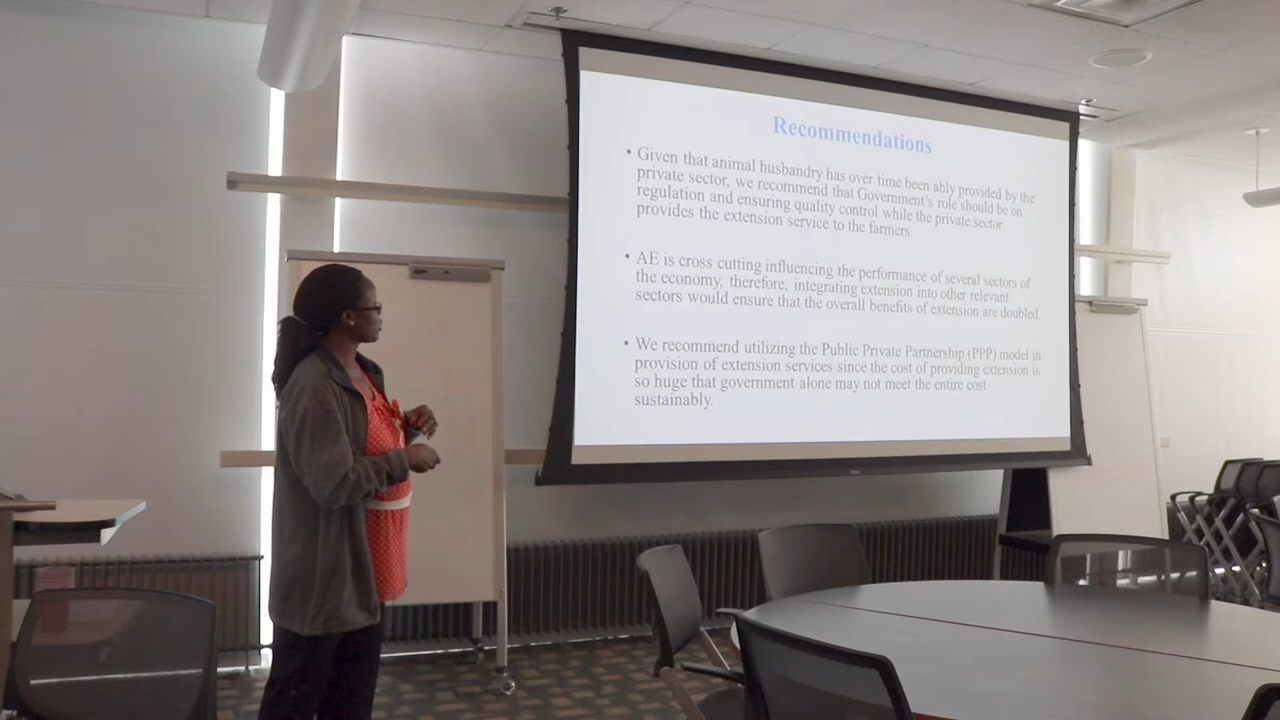 Recommendations
• Given that animal husbandry has over time been ably provided by the
private sector, we recommend that Government's role should be on
regulation and ensuring quality control while the private sector
provides the extension service to the farmers.
• AE is cross cutting influencing the performance of several sectors of
the economy, therefore, integrating extension into other relevant
sectors would ensure that the overall benefits of extension are doubled.
• We recommend utilizing the Public Private Partnership (PPP) model in
provision of extension services since the cost of providing extension is
so huge that government alone may not meet the entire cost
sustainably.